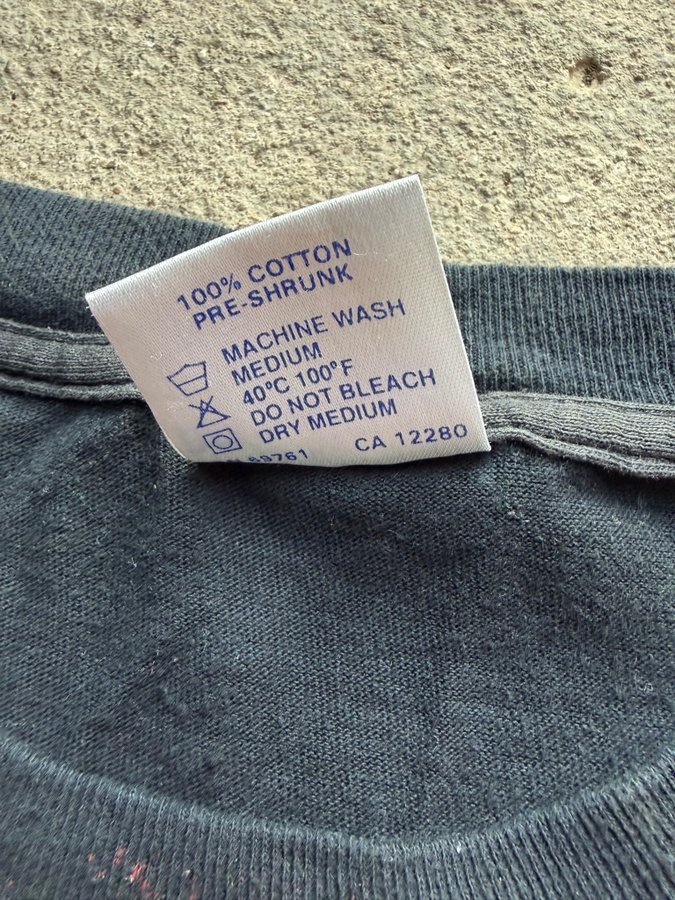 100% COTTON
PRE-SHRUNK
MACHINE WASH
MEDIUM
40°C 100°F
DO NOT BLEACH
DRY MEDIUM
CA 12280